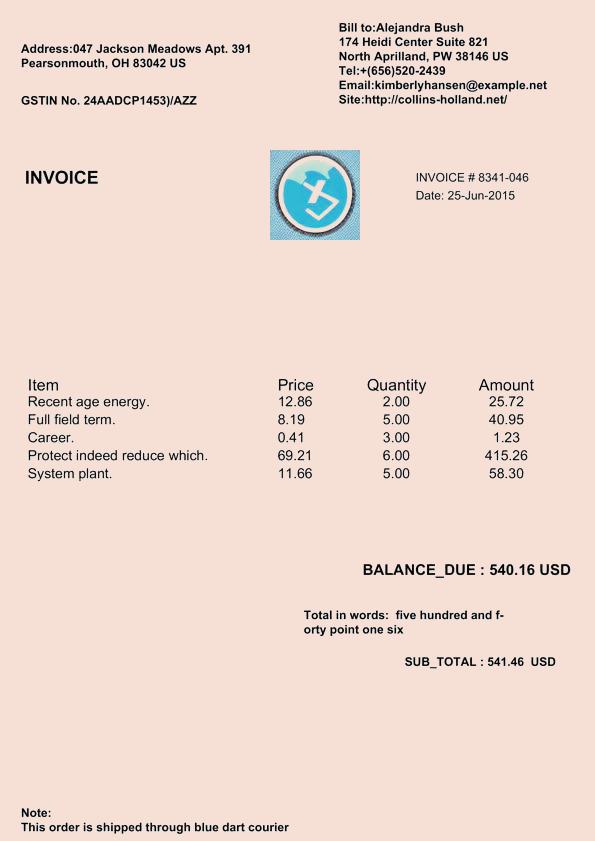 Address:047 Jackson Meadows Apt. 391
Pearsonmouth, OH 83042 US
GSTIN No. 24AADCP1453)/AZZ
Bill to:Alejandra Bush
174 Heidi Center Suite 821
North Aprilland, PW 38146 US
Tel:+(656)520-2439
Email:kimberlyhansen@example.net
Site:http://collins-holland.net/
INVOICE
INVOICE # 8341-046
Date: 25-Jun-2015
Item Price Quantity Amount
Recent age energy. 12.86 2.00 25.72
Full field term. 8.19 5.00 40.95
Career. 0.41 3.00 1.23
Protect indeed reduce which. 69.21 6.00 415.26
System plant. 11.66 5.00 58.30
BALANCE_DUE : 540.16 USD
Total in words: five hundred and f-
orty point one six
SUB_TOTAL : 541.46 USD
Note:
This order is shipped through blue dart courier